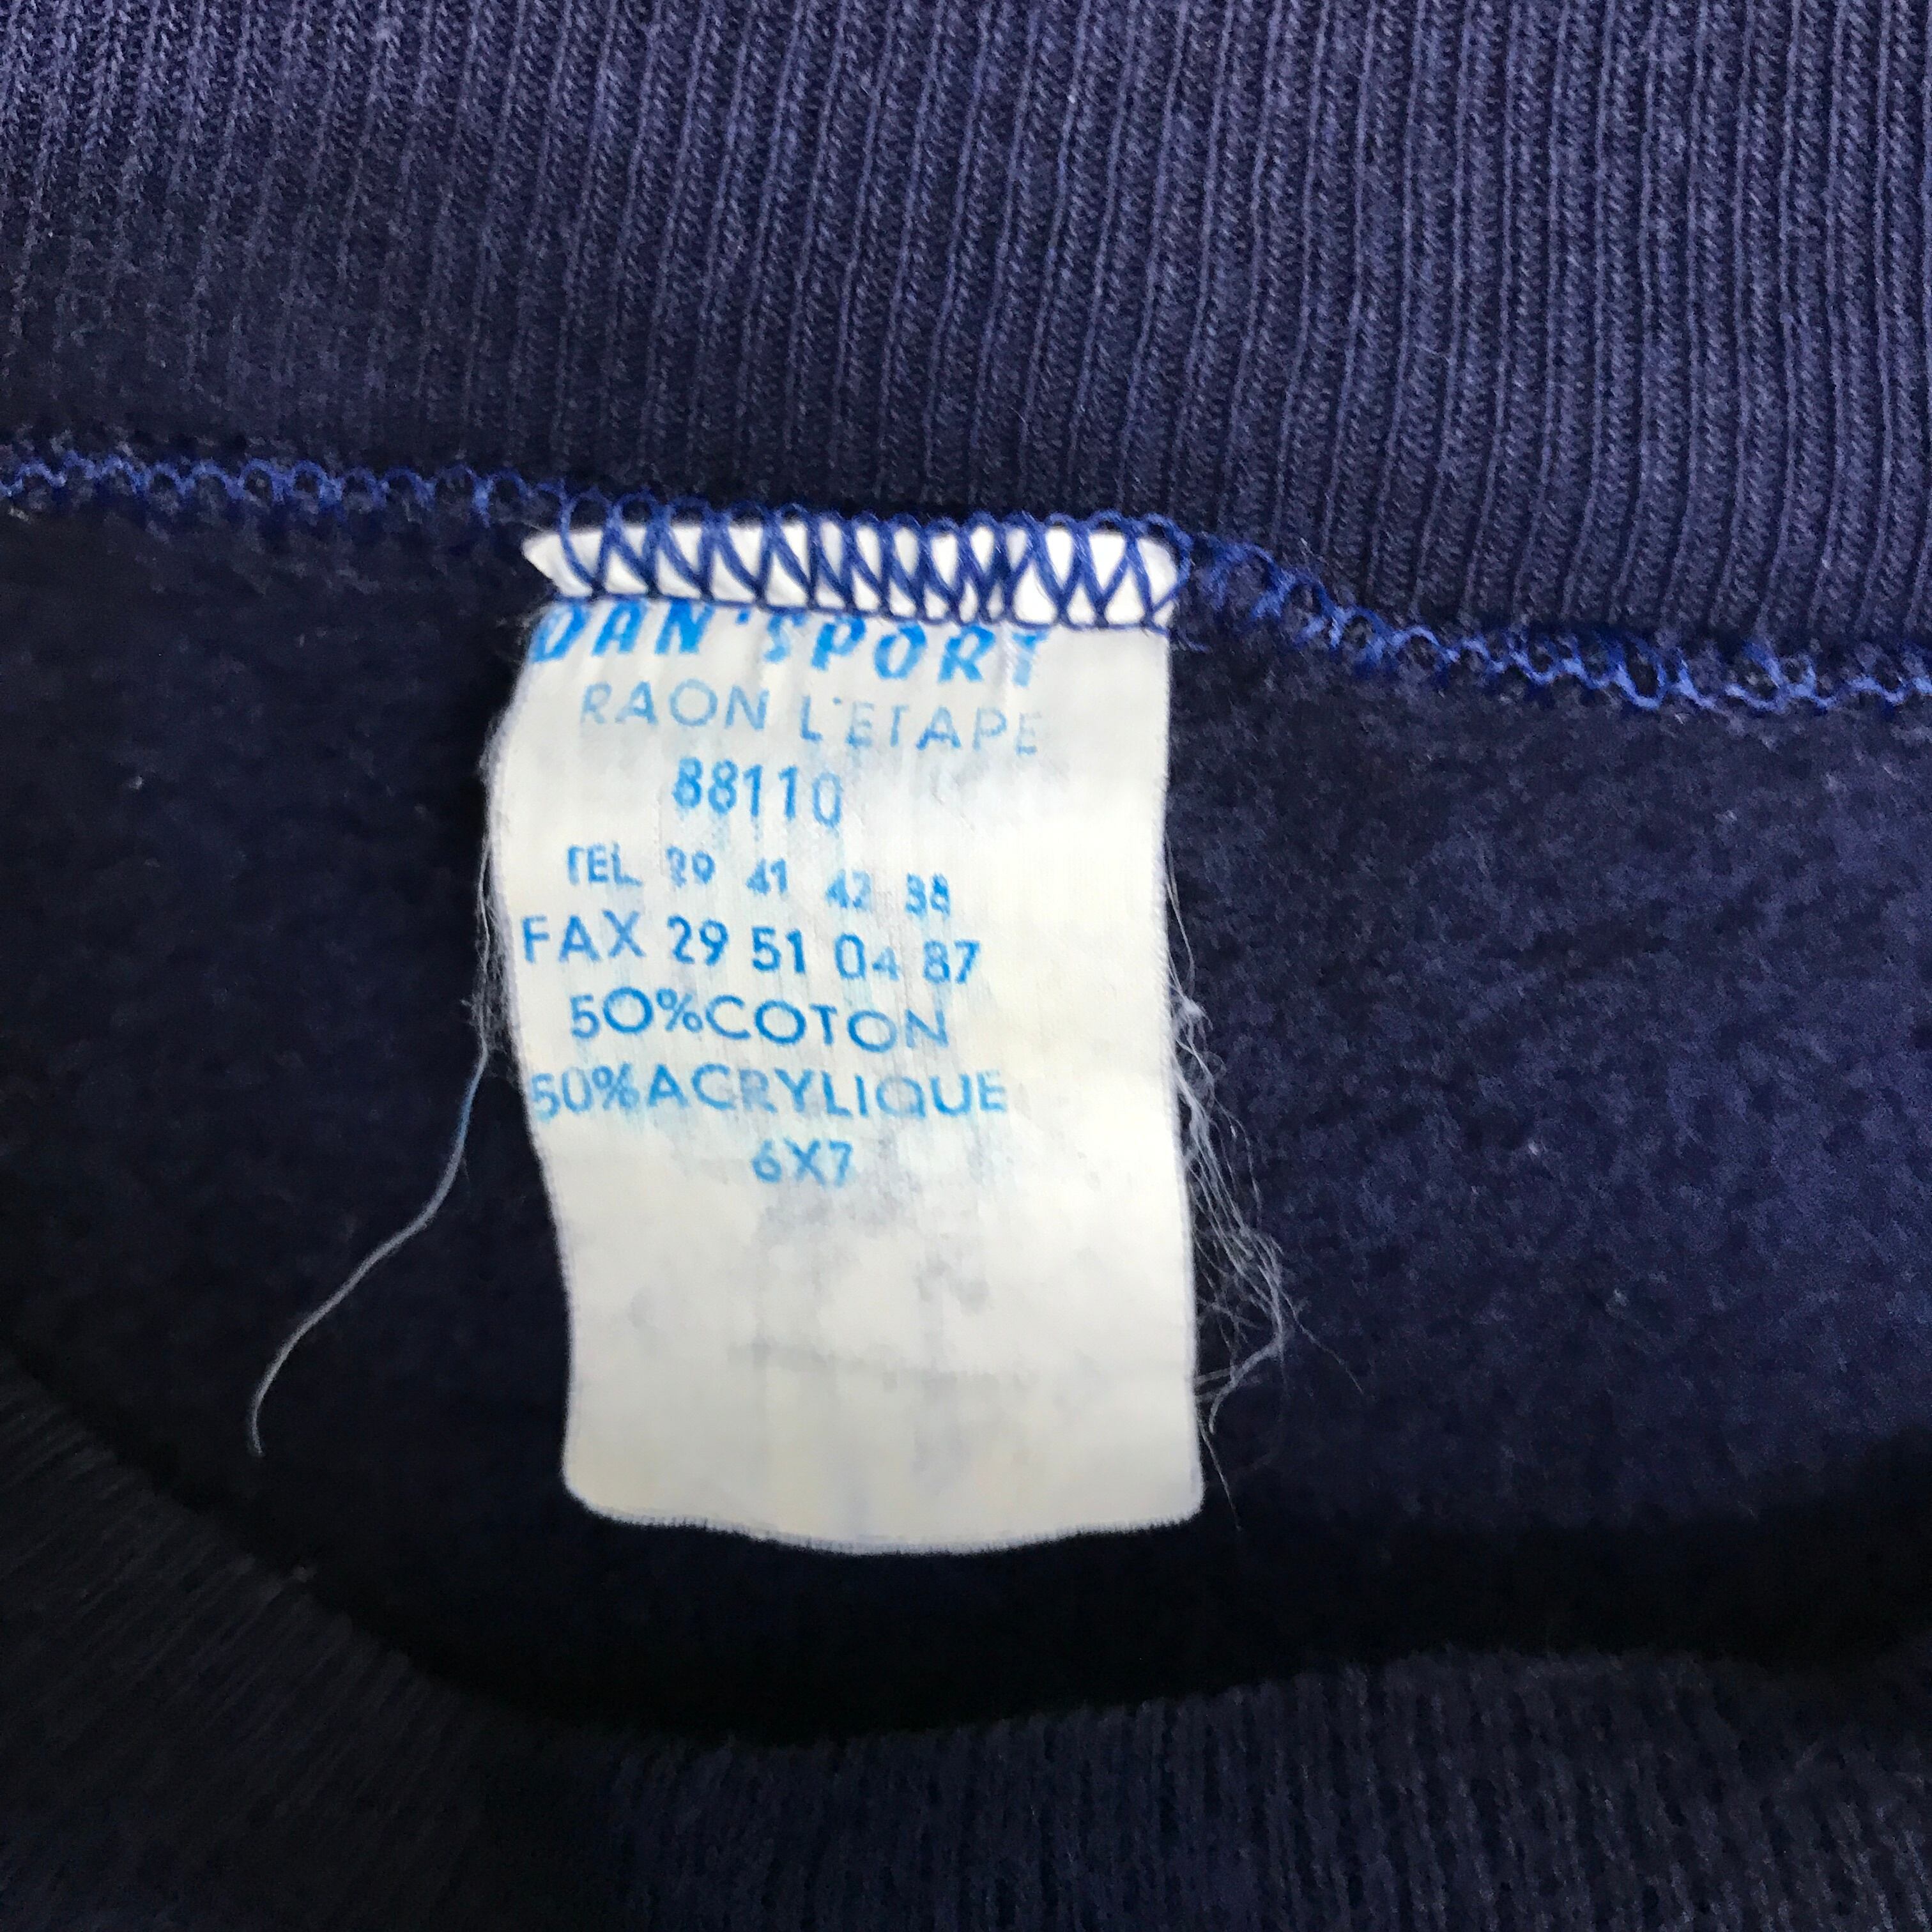 DAN'SPORT
RAON L'ETAPE
88110
TEL. 29 41 42 38
FAX 29 51 04 87
50%COTON
50%ACRYLIQUE
6X7